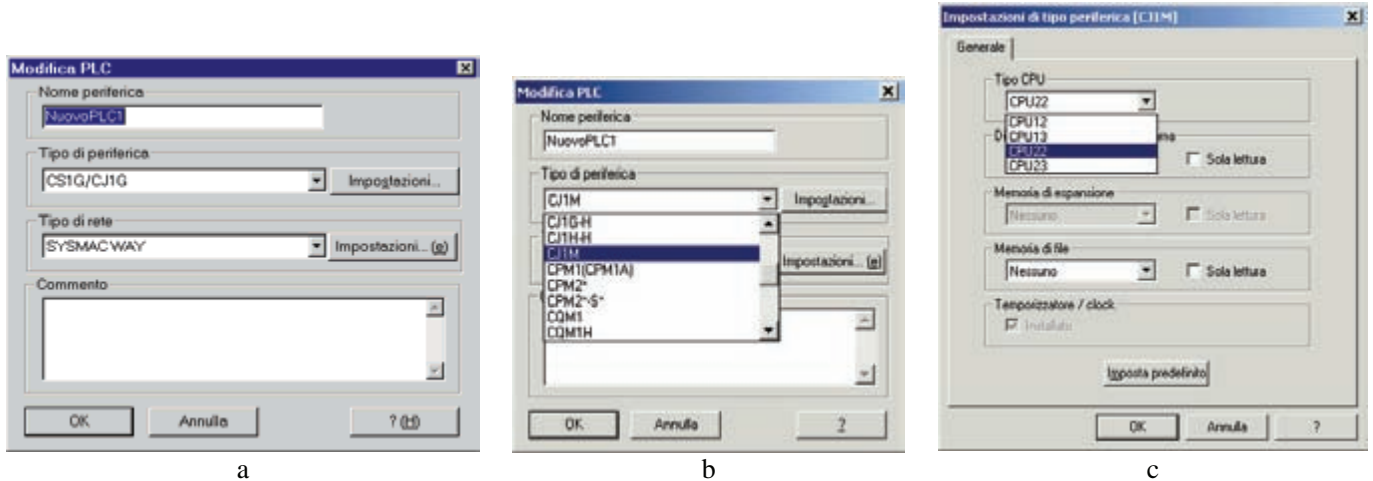 Modifica PLC
Nome periferica
NuovoPLC1
Tipo di periferica
CS1G/CJ1G
Impostazioni...
Tipo di rete
SYSMAC WAY
Impostazioni... (e)
Commento
OK
Annulla
? (H)
a
Modifica PLC
Nome periferica
NuovoPLC1
Tipo di periferica
CJ1M
Impostazioni...
CJ1G-H
CJ1H-H
CJ1M
CPM1(CPM1A)
CPM2*
CPM2*-S*
CQM1
CQM1H
Impostazioni... (e)
OK
Annulla
?
b
Impostazioni di tipo periferica [CJ1M]
Generale
Tipo CPU
CPU22
CPU12
CPU13
CPU22
CPU23
Sola lettura
Memoria di espansione
Nessuno
Sola lettura
Memoria di file
Nessuno
Sola lettura
Temporizzatore / clock
Installato
Imposta predefinito
OK
Annulla
?
c